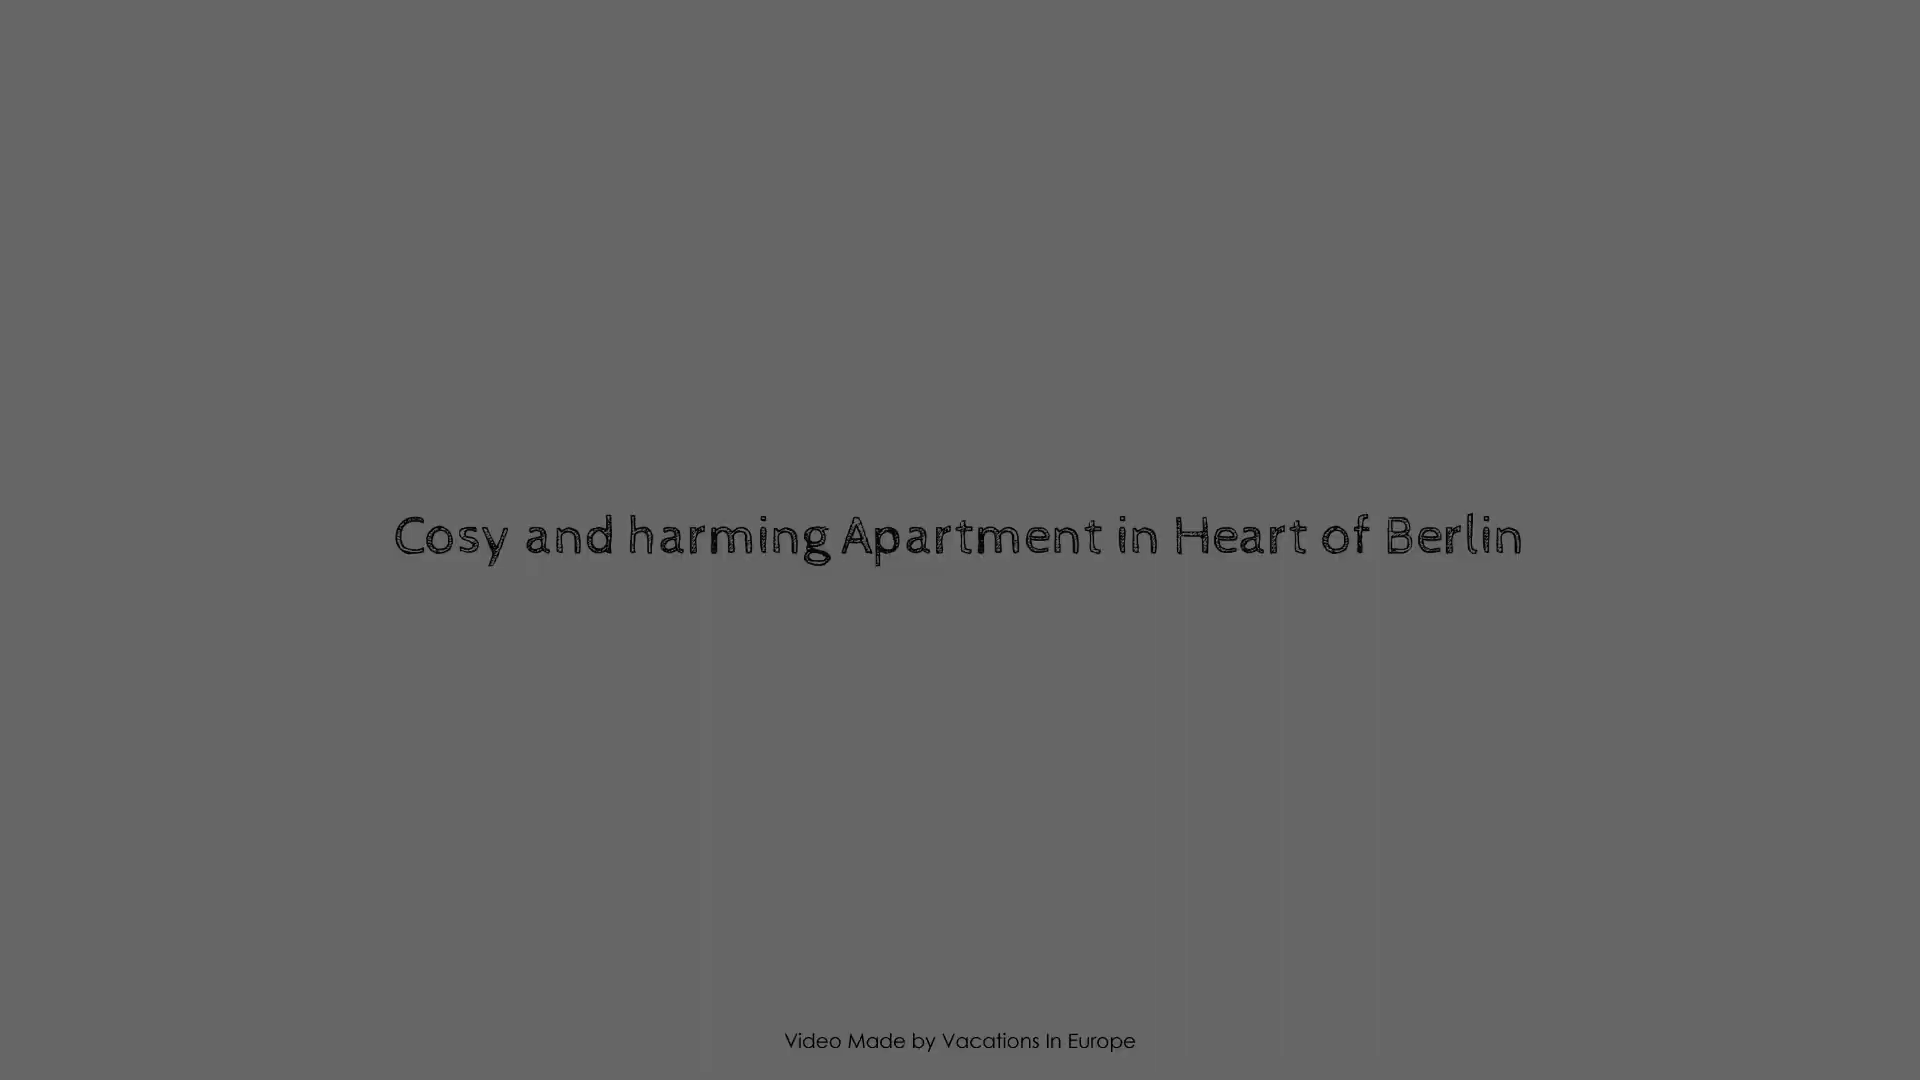 Cosy and harming Apartment in Heart of Berlin
Video Made by Vacations In Europe